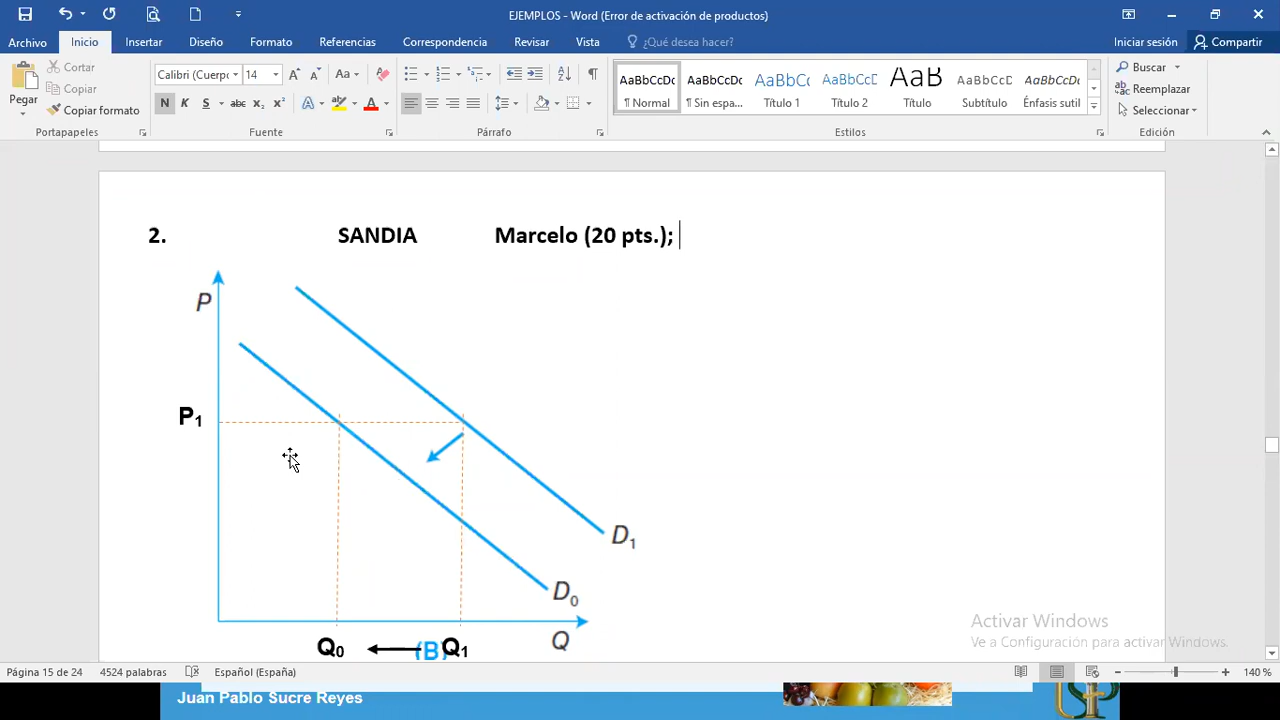 EJEMPLOS - Word (Error de activación de productos)
Archivo Inicio Insertar Diseño Formato Referencias Correspondencia Revisar Vista ¿Qué desea hacer? Iniciar sesión Compartir
Pegar
Cortar
Copiar
Copiar formato
Portapapeles
Calibri (Cuerpo 14
N K S abc x₂ x²
Fuente
Párrafo
AaBbCcDc AaBbCcDc AaBbCc AaBbCcD AaB AaBbCcD AaBbCcDc
¶ Normal ¶ Sin espa... Título 1 Título 2 Título Subtítulo Énfasis sutil
Estilos
Buscar
Reemplazar
Seleccionar
Edición
2. SANDIA Marcelo (20 pts.);
P
P₁
D₁
D₀
Q₀ (B) Q₁ Q
Activar Windows
Ve a Configuración para activar Windows.
Página 15 de 24 4524 palabras Español (España) 140 %
Juan Pablo Sucre Reyes